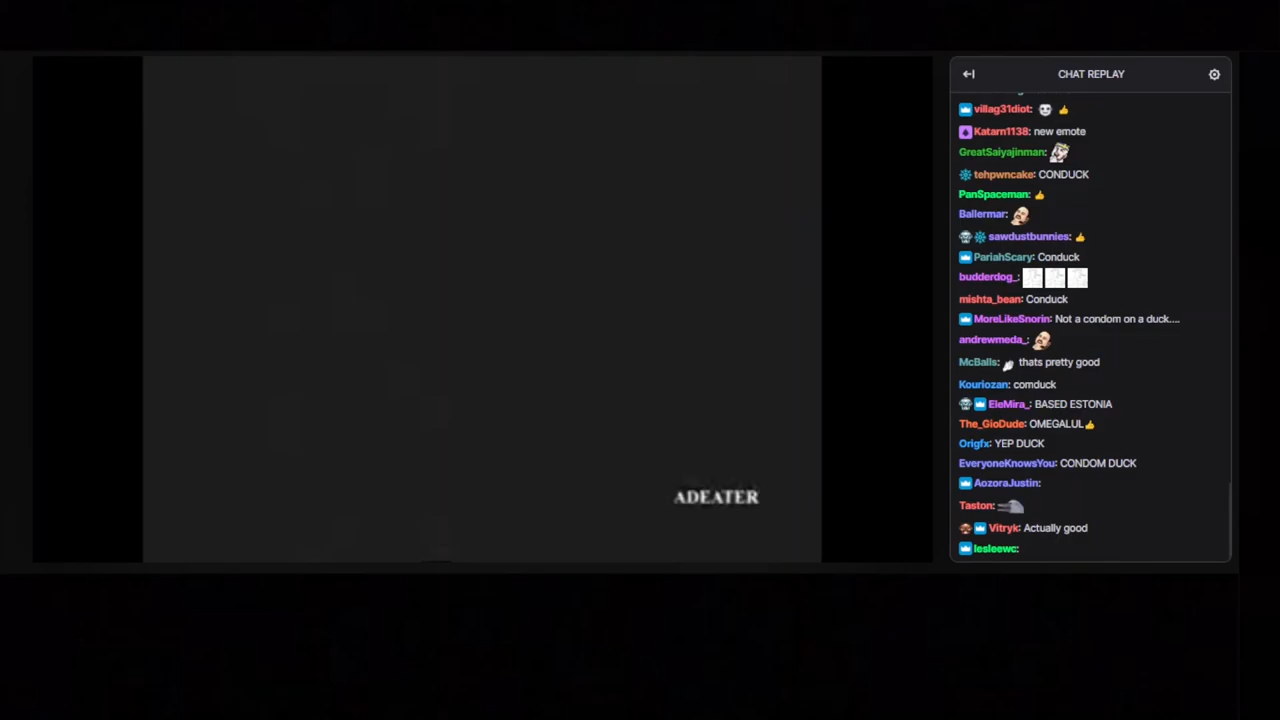 CHAT REPLAY
villag31diot:
Katarn1138: new emote
GreatSaiyajinman:
tehpwncake: CONDUCK
PanSpaceman:
Ballermar:
sawdustbunnies:
PariahScary: Conduck
budderdog_:
mishta_bean: Conduck
MoreLikeSnorin: Not a condom on a duck....
andrewmeda_:
McBalls: thats pretty good
Kouriozan: comduck
EleMira_: BASED ESTONIA
The_GioDude: OMEGALUL
Origfx: YEP DUCK
EveryoneKnowsYou: CONDOM DUCK
AozoraJustin:
Taston:
Vitryk: Actually good
lesleewc:
ADEATER